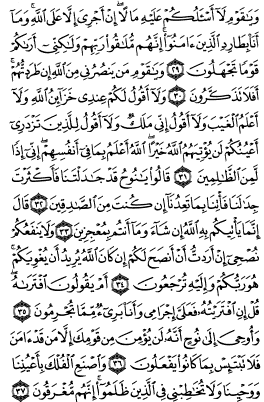 وَيَٰقَوْمِ لَآ أَسْـَٔلُكُمْ عَلَيْهِ مَالًا إِنْ أَجْرِىَ إِلَّا عَلَى ٱللَّهِ وَمَآ
أَنَا۠ بِطَارِدِ ٱلَّذِينَ ءَامَنُوٓا۟ إِنَّهُم مُّلَٰقُوا۟ رَبِّهِمْ وَلَٰكِنِّىٓ أَرَىٰكُمْ
قَوْمًا تَجْهَلُونَ ٢٩ وَيَٰقَوْمِ مَن يَنصُرُنِى مِنَ ٱللَّهِ إِن طَرَدتُّهُمْ
أَفَلَا تَذَكَّرُونَ ٣٠ وَلَآ أَقُولُ لَكُمْ عِندِى خَزَآئِنُ ٱللَّهِ وَلَآ
أَعْلَمُ ٱلْغَيْبَ وَلَآ أَقُولُ إِنِّى مَلَكٌ وَلَآ أَقُولُ لِلَّذِينَ تَزْدَرِىٓ
أَعْيُنُكُمْ لَن يُؤْتِيَهُمُ ٱللَّهُ خَيْرًا ٱللَّهُ أَعْلَمُ بِمَا فِىٓ أَنفُسِهِمْ إِنِّىٓ إِذًا
لَّمِنَ ٱلظَّٰلِمِينَ ٣١ قَالُوا۟ يَٰنُوحُ قَدْ جَٰدَلْتَنَا فَأَكْثَرْتَ
جِدَٰلَنَا فَأْتِنَا بِمَا تَعِدُنَآ إِن كُنتَ مِنَ ٱلصَّٰدِقِينَ ٣٢ قَالَ
إِنَّمَا يَأْتِيكُم بِهِ ٱللَّهُ إِن شَآءَ وَمَآ أَنتُم بِمُعْجِزِينَ ٣٣ وَلَا يَنفَعُكُمْ
نُصْحِىٓ إِنْ أَرَدتُّ أَنْ أَنصَحَ لَكُمْ إِن كَانَ ٱللَّهُ يُرِيدُ أَن يُغْوِيَكُمْ
هُوَ رَبُّكُمْ وَإِلَيْهِ تُرْجَعُونَ ٣٤ أَمْ يَقُولُونَ ٱفْتَرَىٰهُ
قُلْ إِنِ ٱفْتَرَيْتُهُۥ فَعَلَىَّ إِجْرَامِى وَأَنَا۠ بَرِىٓءٌ مِّمَّا تُجْرِمُونَ ٣٥
وَأُوحِىَ إِلَىٰ نُوحٍ أَنَّهُۥ لَن يُؤْمِنَ مِن قَوْمِكَ إِلَّا مَن قَدْ ءَامَنَ
فَلَا تَبْتَئِسْ بِمَا كَانُوا۟ يَفْعَلُونَ ٣٦ وَٱصْنَعِ ٱلْفُلْكَ بِأَعْيُنِنَا
وَوَحْيِنَا وَلَا تُخَٰطِبْنِى فِى ٱلَّذِينَ ظَلَمُوٓا۟ إِنَّهُم مُّغْرَقُونَ ٣٧